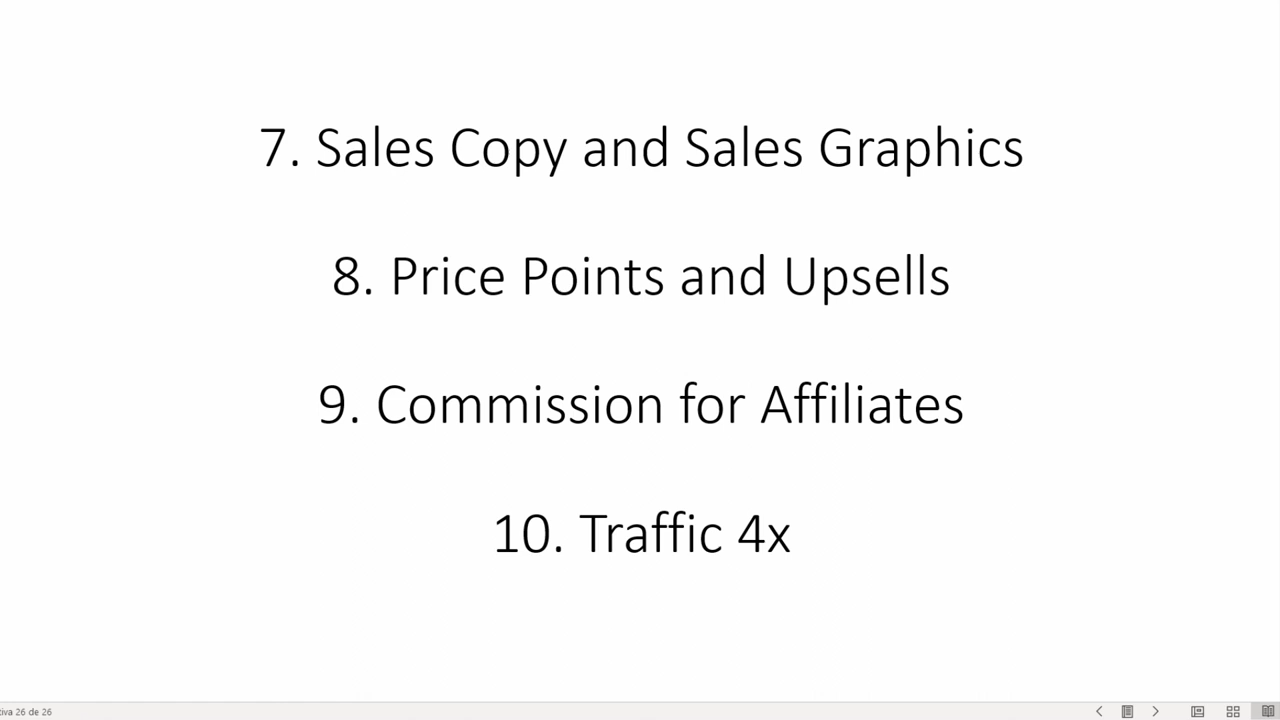 7. Sales Copy and Sales Graphics
8. Price Points and Upsells
9. Commission for Affiliates
10. Traffic 4x
tiva 26 de 26